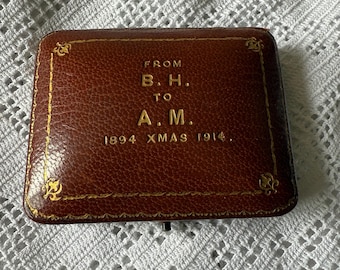 FROM
B. H.
TO
A. M.
1894 XMAS 1914.